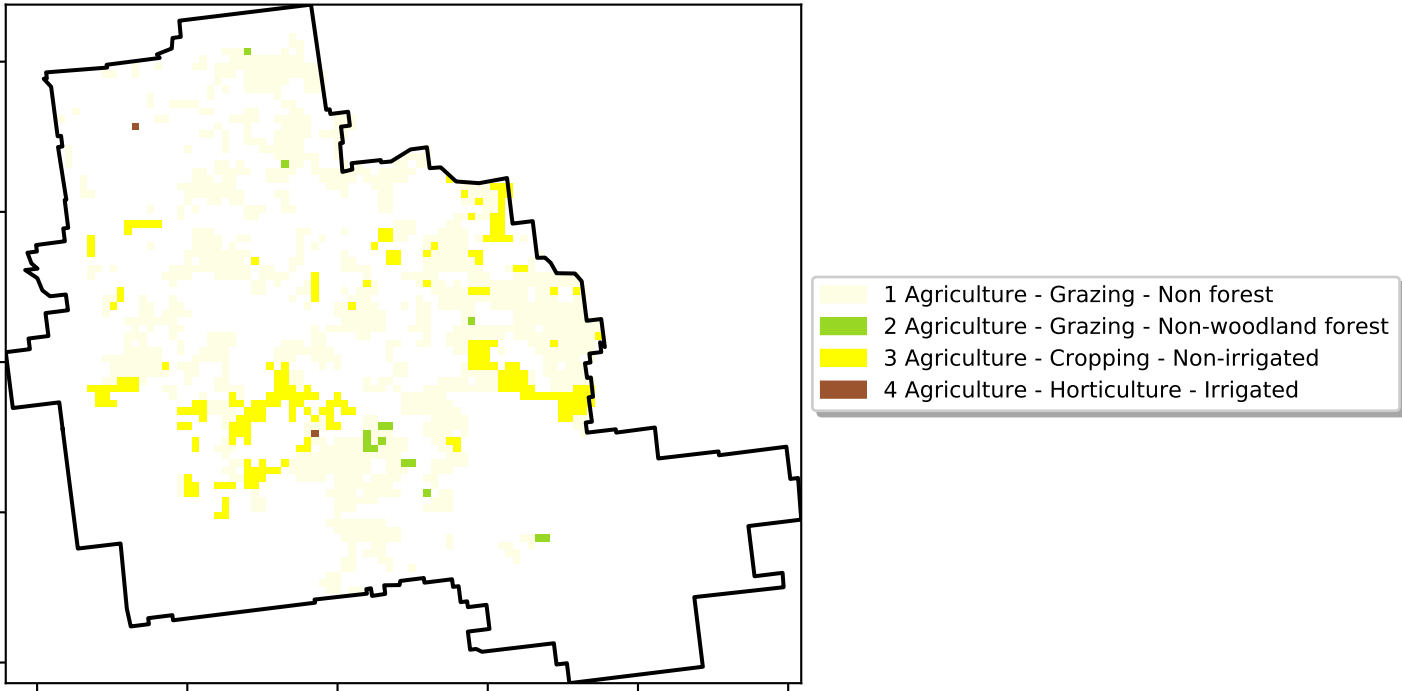 1 Agriculture - Grazing - Non forest
2 Agriculture - Grazing - Non-woodland forest
3 Agriculture - Cropping - Non-irrigated
4 Agriculture - Horticulture - Irrigated